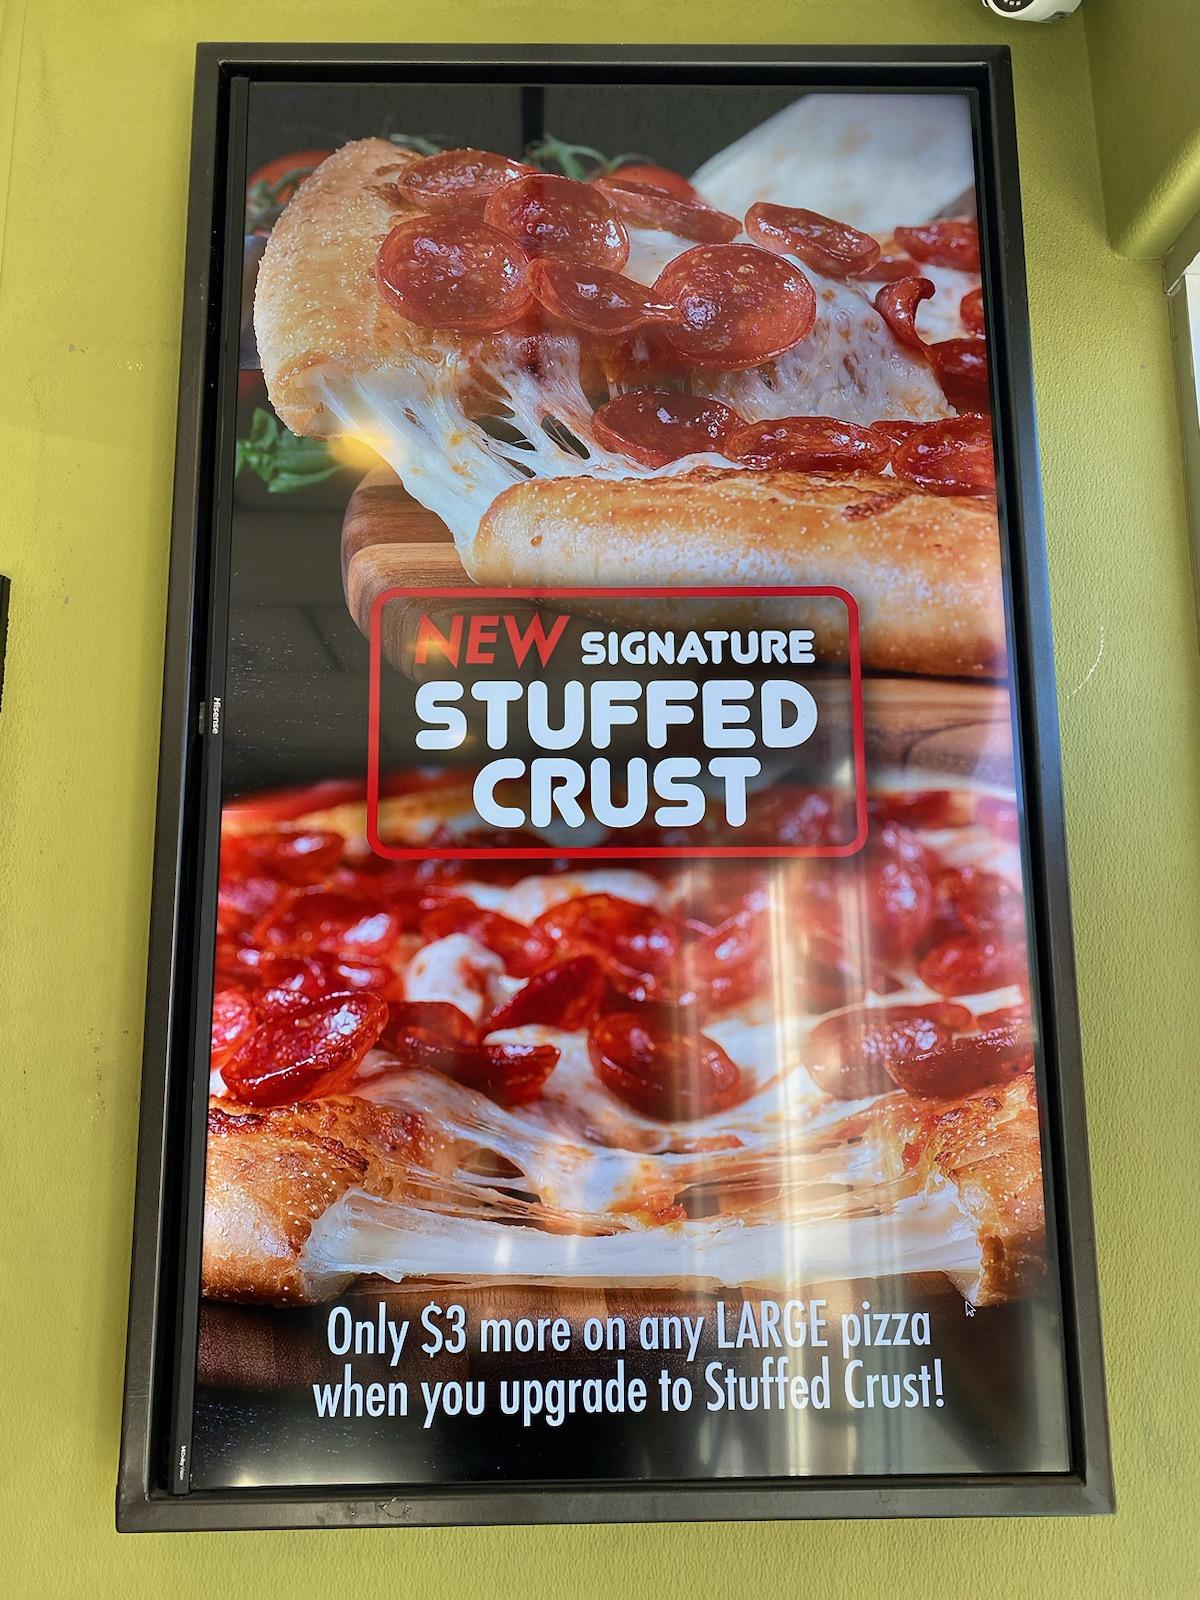 NEW SIGNATURE
STUFFED
CRUST
Hisense
Only $3 more on any LARGE pizza
when you upgrade to Stuffed Crust!